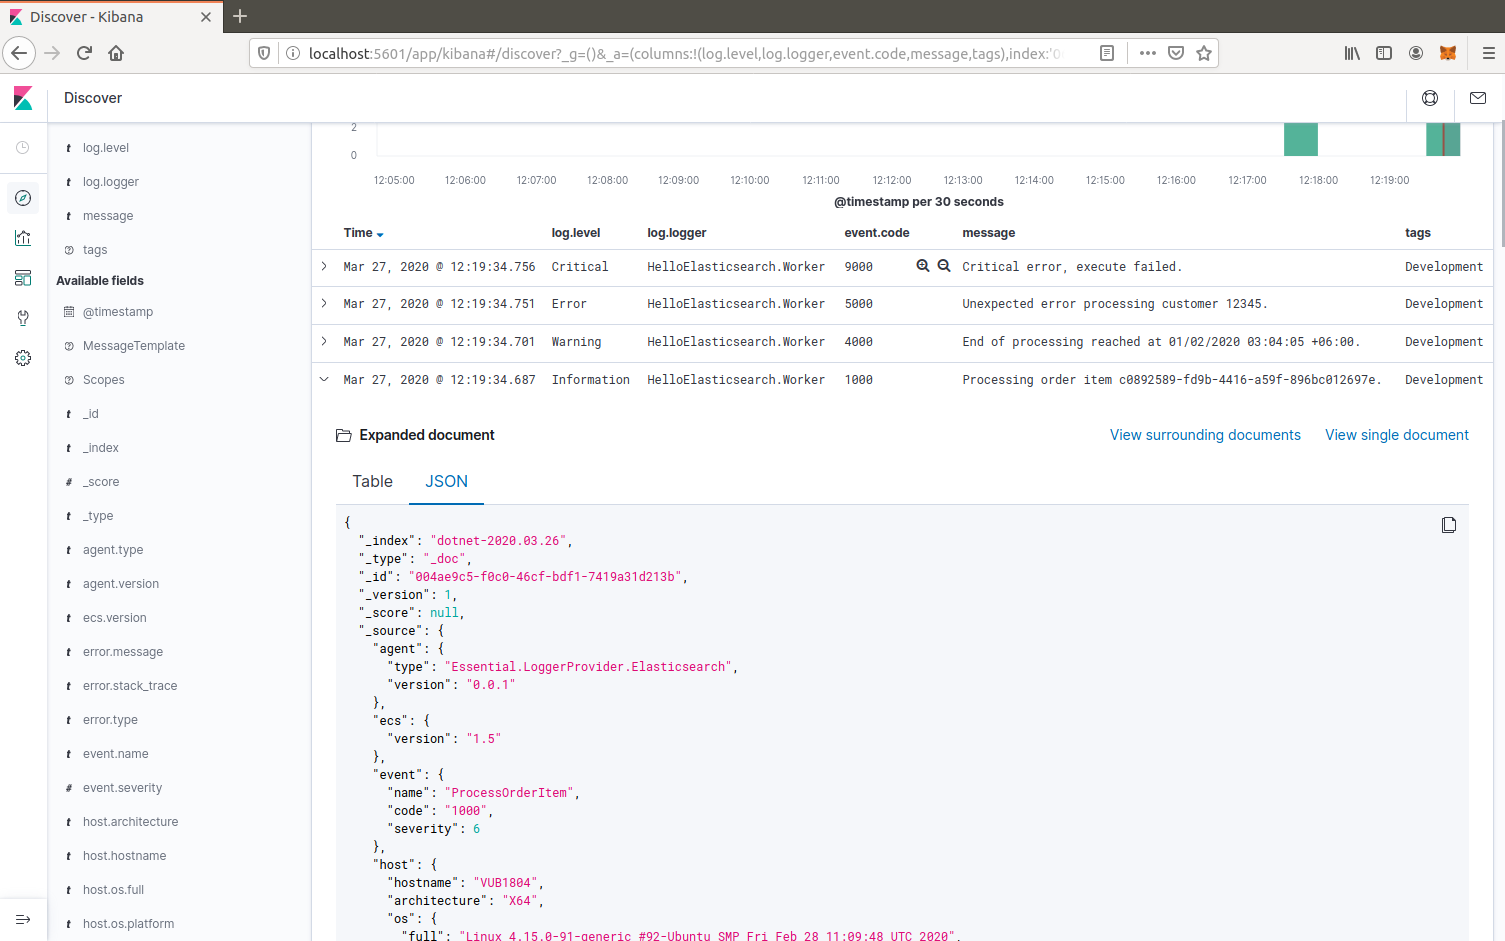 Discover - Kibana
localhost:5601/app/kibana#/discover?_g=()&_a=(columns:!(log.level,log.logger,event.code,message,tags),index:'0
Discover
log.level
log.logger
message
tags
Available fields
@timestamp
MessageTemplate
Scopes
_id
_index
_score
_type
agent.type
agent.version
ecs.version
error.message
error.stack_trace
error.type
event.name
event.severity
host.architecture
host.hostname
host.os.full
host.os.platform
2
0
12:05:00 12:06:00 12:07:00 12:08:00 12:09:00 12:10:00 12:11:00 12:12:00 12:13:00 12:14:00 12:15:00 12:16:00 12:17:00 12:18:00 12:19:00
@timestamp per 30 seconds
Time log.level log.logger event.code message tags
Mar 27, 2020 @ 12:19:34.756 Critical HelloElasticsearch.Worker 9000 Critical error, execute failed. Development
Mar 27, 2020 @ 12:19:34.751 Error HelloElasticsearch.Worker 5000 Unexpected error processing customer 12345. Development
Mar 27, 2020 @ 12:19:34.701 Warning HelloElasticsearch.Worker 4000 End of processing reached at 01/02/2020 03:04:05 +06:00. Development
Mar 27, 2020 @ 12:19:34.687 Information HelloElasticsearch.Worker 1000 Processing order item c0892589-fd9b-4416-a59f-896bc012697e. Development
Expanded document View surrounding documents View single document
Table JSON
{
"_index": "dotnet-2020.03.26",
"_type": "_doc",
"_id": "004ae9c5-f0c0-46cf-bdf1-7419a31d213b",
"_version": 1,
"_score": null,
"_source": {
"agent": {
"type": "Essential.LoggerProvider.Elasticsearch",
"version": "0.0.1"
},
"ecs": {
"version": "1.5"
},
"event": {
"name": "ProcessOrderItem",
"code": "1000",
"severity": 6
},
"host": {
"hostname": "VUB1804",
"architecture": "X64",
"os": {
"full": "Linux 4.15.0-91-generic #92-Ubuntu SMP Fri Feb 28 11:09:48 UTC 2020",